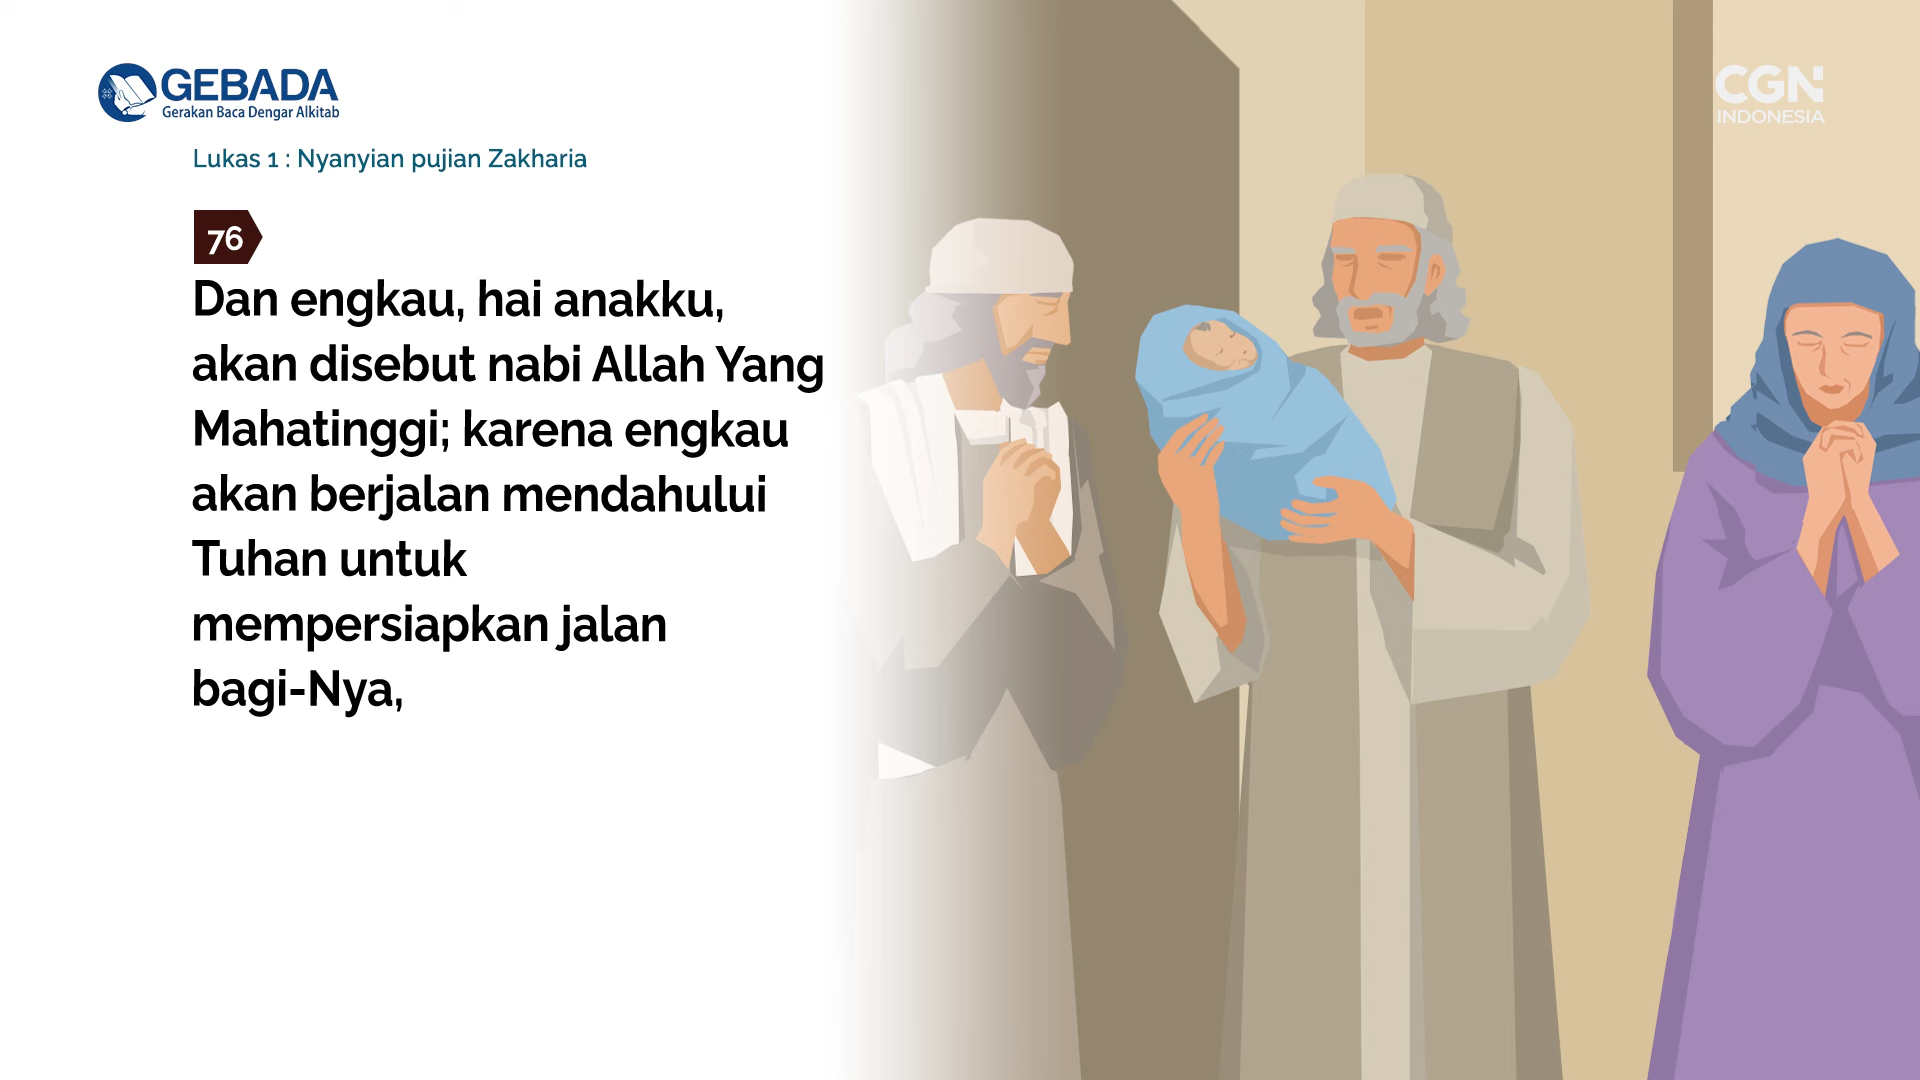 GEBADA
Gerakan Baca Dengar Alkitab
CGN
INDONESIA
Lukas 1 : Nyanyian pujian Zakharia
76
Dan engkau, hai anakku,
akan disebut nabi Allah Yang
Mahatinggi; karena engkau
akan berjalan mendahului
Tuhan untuk
mempersiapkan jalan
bagi-Nya,